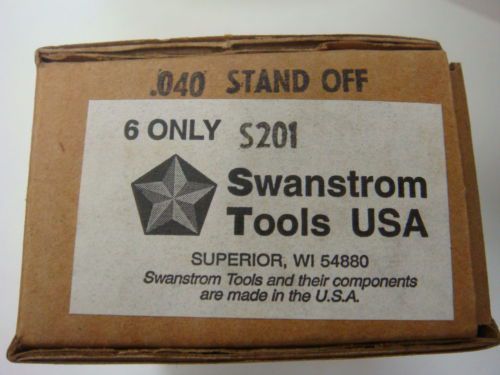 .040 STAND OFF
6 ONLY S201
Swanstrom
Tools USA
SUPERIOR, WI 54880
Swanstrom Tools and their components
are made in the U.S.A.